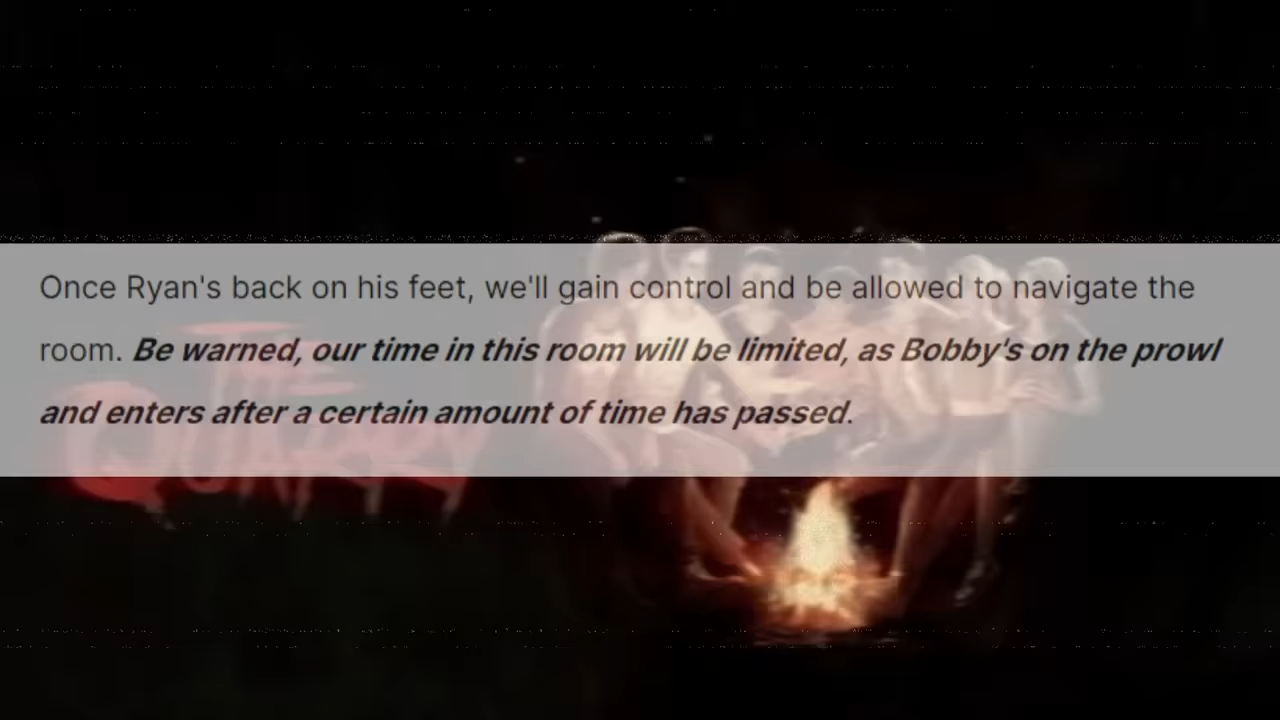 Once Ryan's back on his feet, we'll gain control and be allowed to navigate the
room. Be warned, our time in this room will be limited, as Bobby's on the prowl
and enters after a certain amount of time has passed.
THE
QUARRY